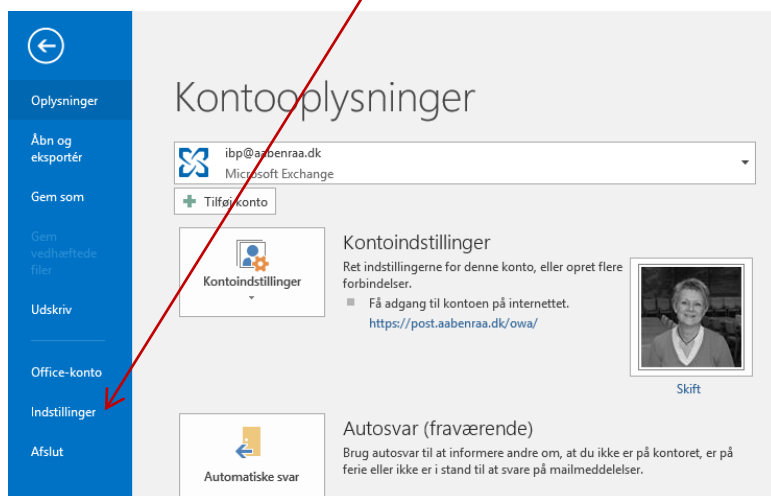 Oplysninger
Åbn og
eksportér
Gem som
Gem
vedhæftede
filer
Udskriv
Office-konto
Indstillinger
Afslut
Kontooplysninger
ibp@aabenraa.dk
Microsoft Exchange
Tilføj konto
Kontoindstillinger
Kontoindstillinger
Ret indstillingerne for denne konto, eller opret flere
forbindelser.
Få adgang til kontoen på internettet.
https://post.aabenraa.dk/owa/
Skift
Automatiske svar
Autosvar (fraværende)
Brug autosvar til at informere andre om, at du ikke er på kontoret, er på
ferie eller ikke er i stand til at svare på mailmeddelelser.